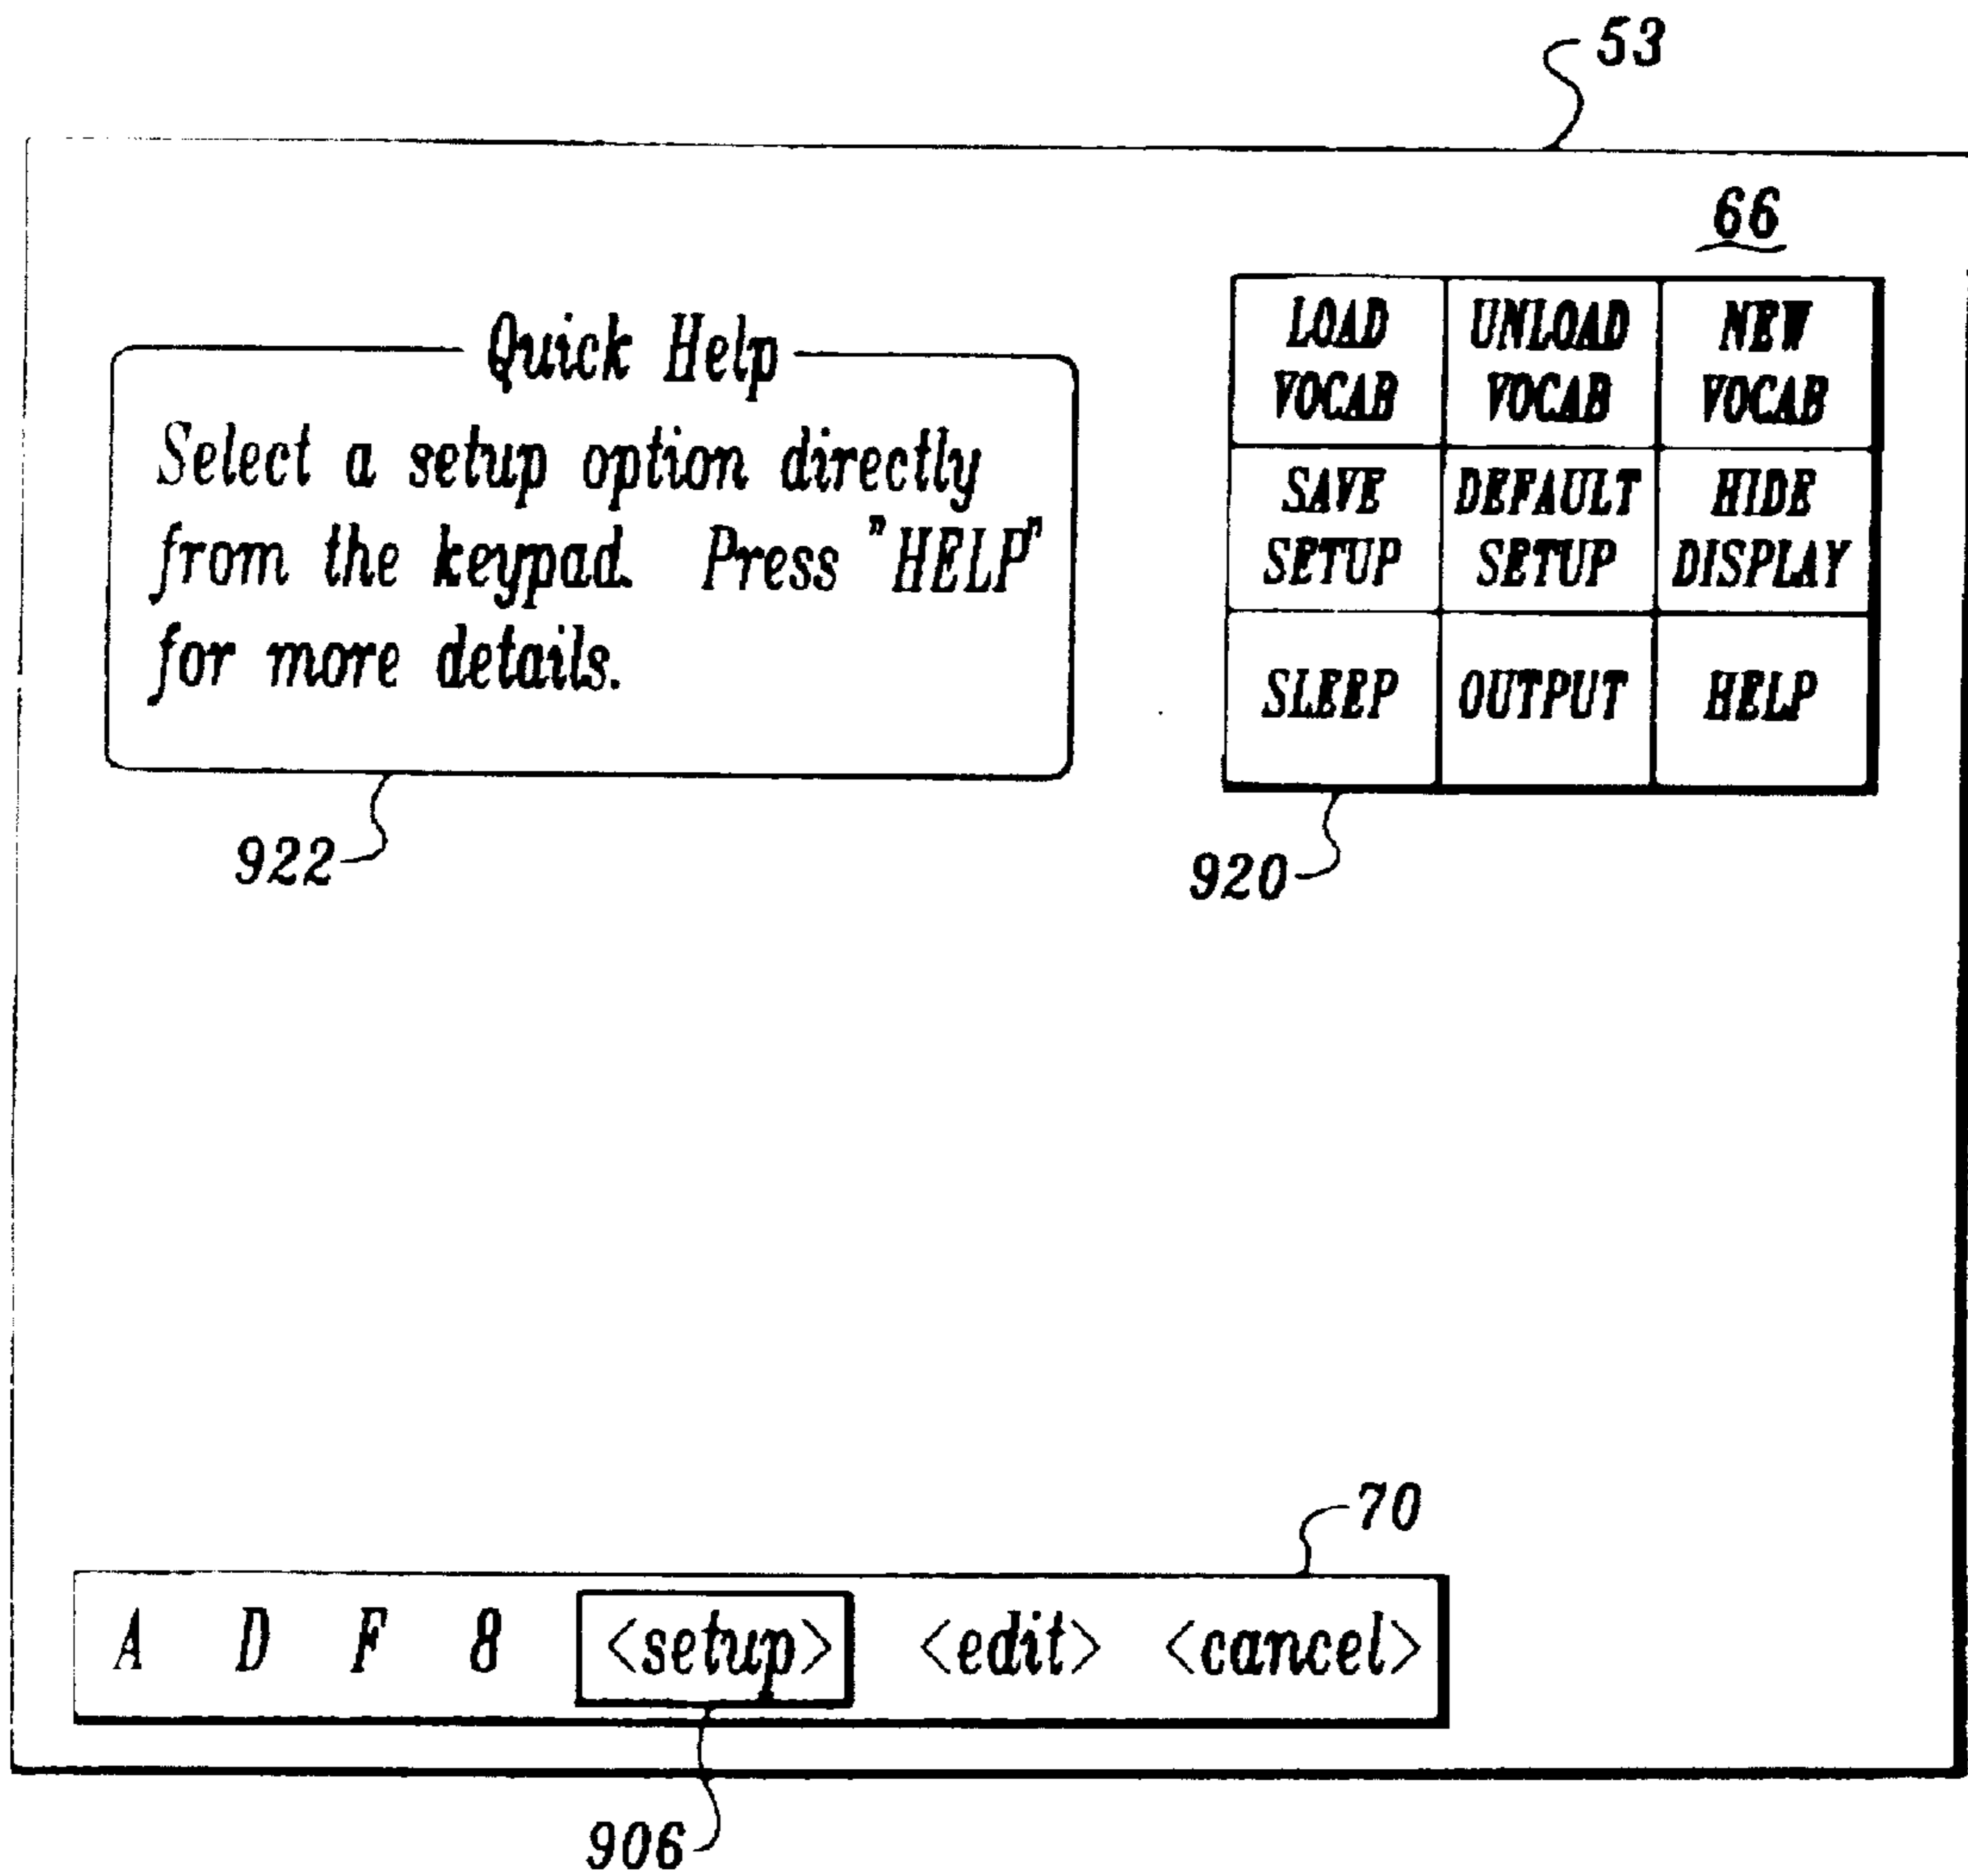 53
66
Quick Help
Select a setup option directly
from the keypad. Press "HELP"
for more details.
LOAD UNLOAD NEW
VOCAB VOCAB VOCAB
SAVE DEFAULT HIDE
SETUP SETUP DISPLAY
SLEEP OUTPUT HELP
922
920
70
A D F 8 <setup> <edit> <cancel>
906